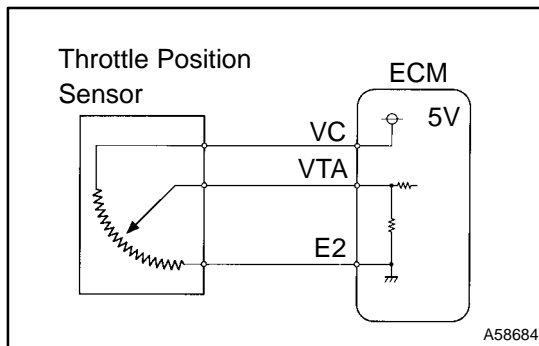 Throttle Position
Sensor
ECM
5V
VC
VTA
E2
A58684